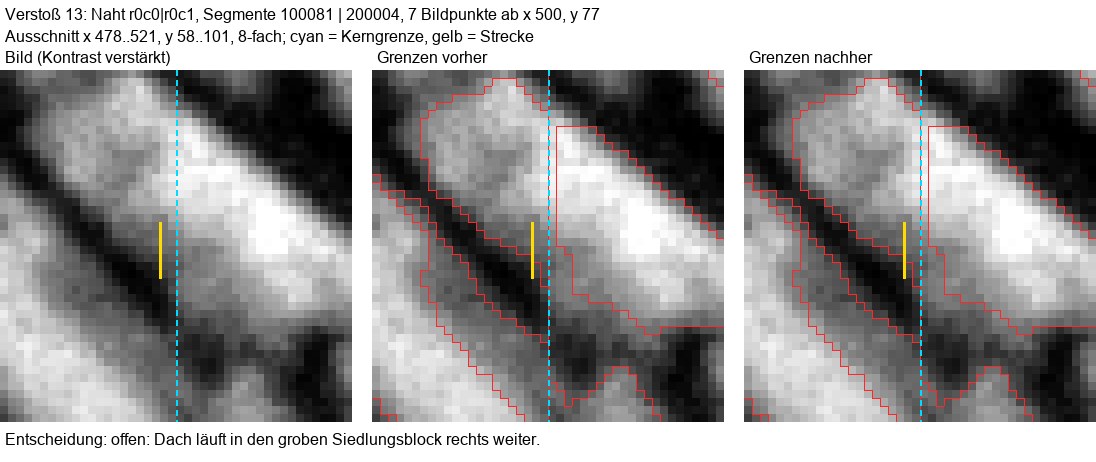 Verstoß 13: Naht r0c0|r0c1, Segmente 100081 | 200004, 7 Bildpunkte ab x 500, y 77
Ausschnitt x 478..521, y 58..101, 8-fach; cyan = Kerngrenze, gelb = Strecke
Bild (Kontrast verstärkt) Grenzen vorher Grenzen nachher
Entscheidung: offen: Dach läuft in den groben Siedlungsblock rechts weiter.